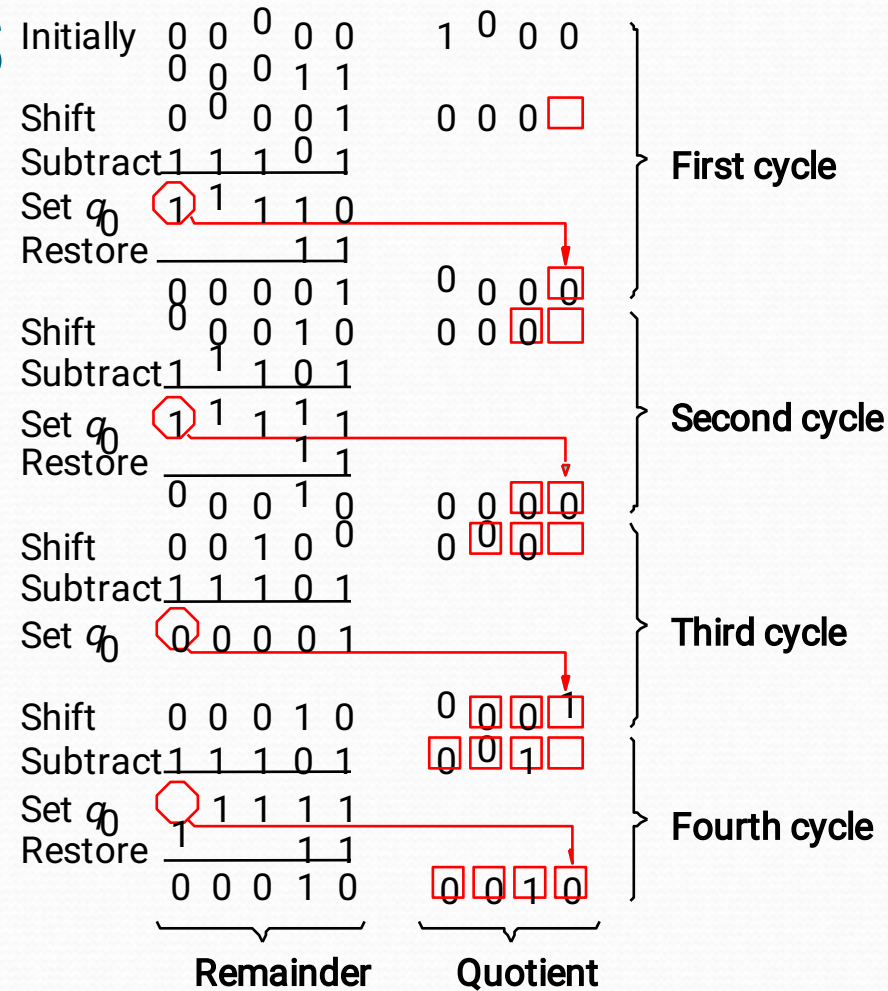 Initially 0 0 0 0 0 1 0 0 0
0 0 0 1 1
Shift 0 0 0 0 1 0 0 0
Subtract 1 1 1 0 1
First cycle
Set q0 1 1 1 1 0
Restore 1 1
0 0 0 0 1 0 0 0 0
Shift 0 0 0 1 0 0 0 0
Subtract 1 1 1 0 1
Second cycle
Set q0 1 1 1 1 1
Restore 1 1
0 0 0 1 0 0 0 0 0
Shift 0 0 1 0 0 0 0 0
Subtract 1 1 1 0 1
Set q0 0 0 0 0 1
Third cycle
0 0 0 1
Shift 0 0 0 1 0 0 0 1
Subtract 1 1 1 0 1
Set q0 1 1 1 1 1
Fourth cycle
Restore 1 1
0 0 0 1 0 0 0 1 0
Remainder Quotient